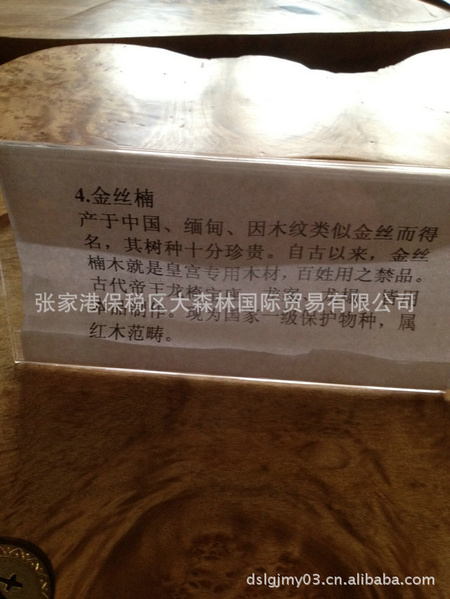 4.金丝楠
产于中国、缅甸、因木纹类似金丝而得
名，其树种十分珍贵。自古以来，金丝
楠木就是皇宫专用木材，百姓用之禁品。
古代帝王龙椅
张家港保税区大森林国际贸易有限公司
现为国家一级保护物种，属
红木范畴。
dslgjmy03.cn.alibaba.com